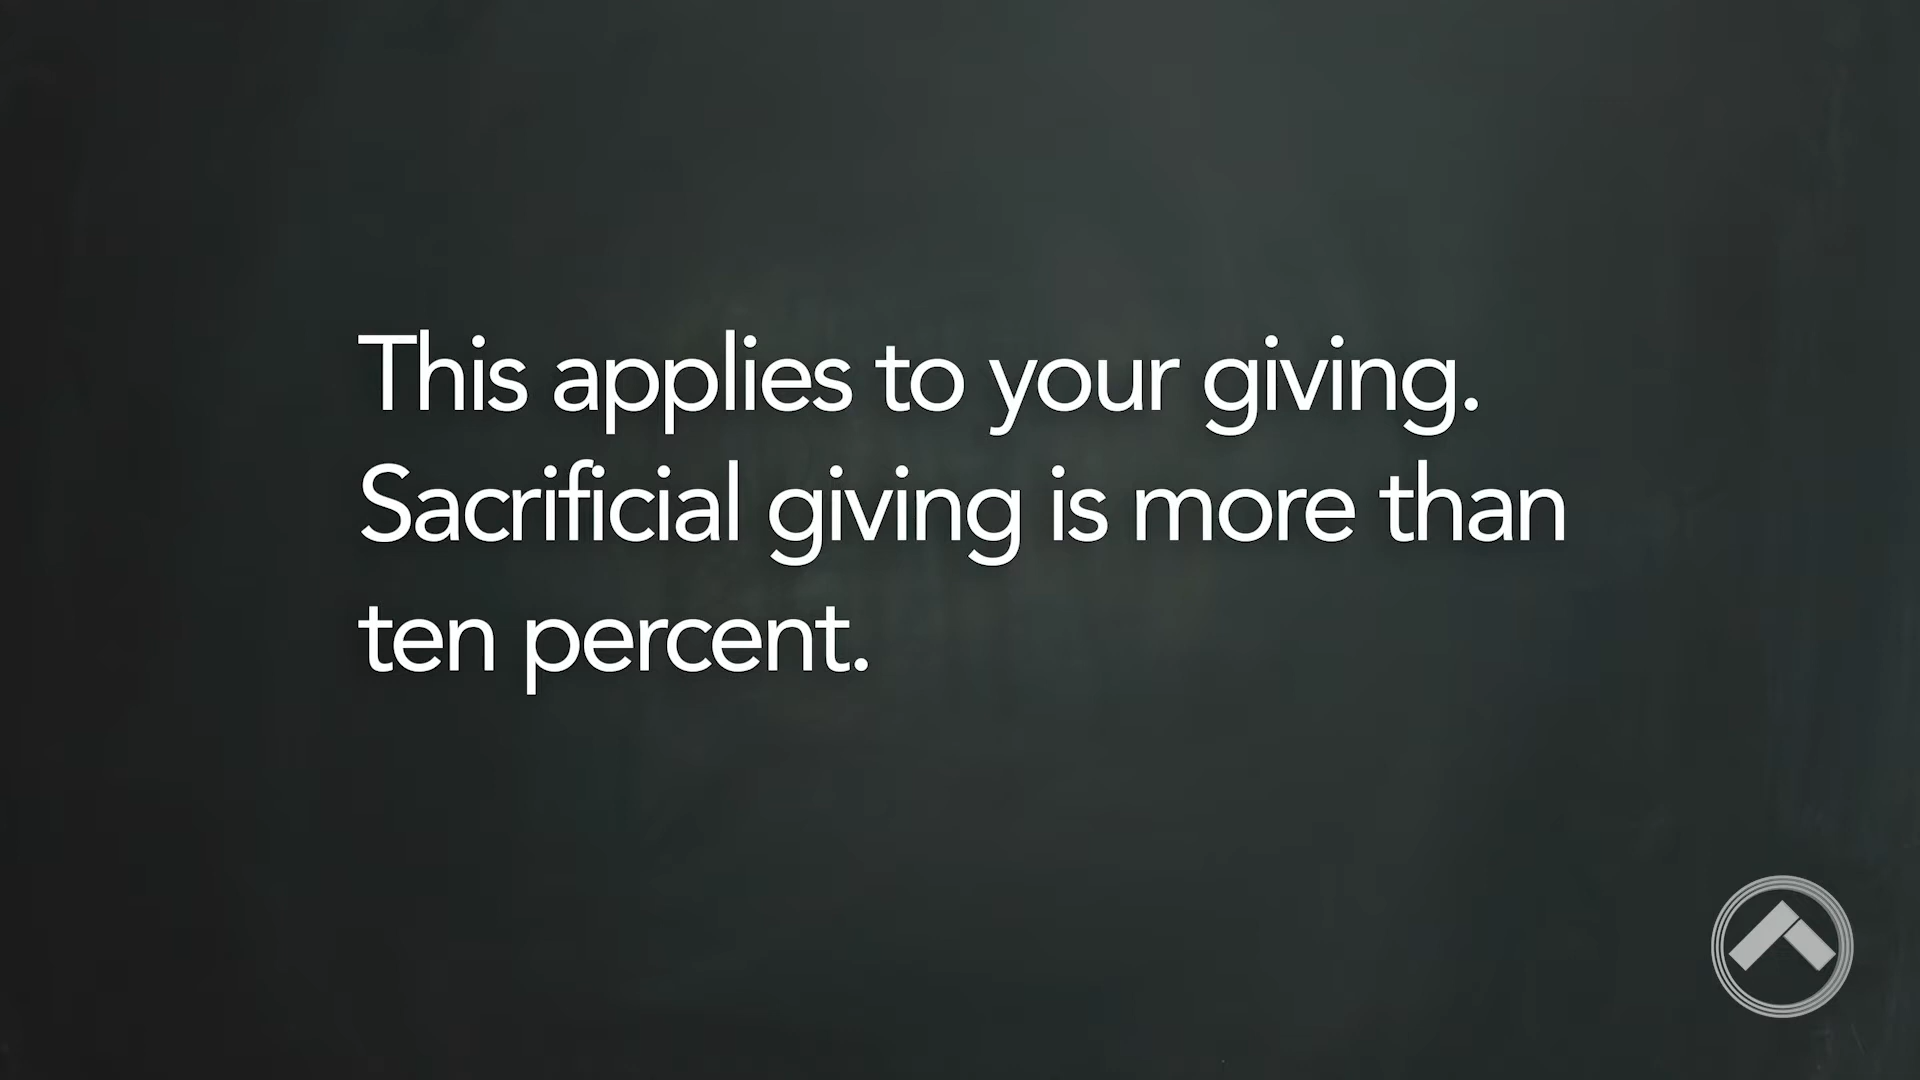 This applies to your giving.
Sacrificial giving is more than
ten percent.